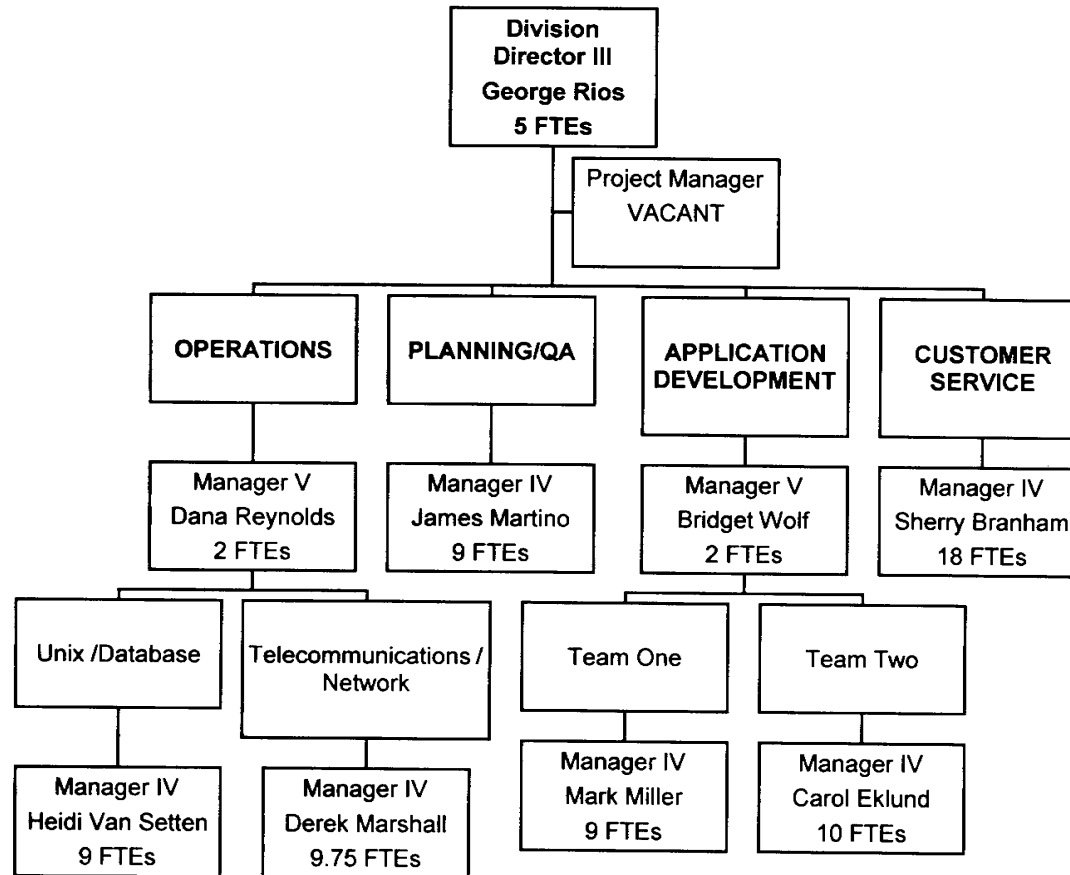 Division
Director III
George Rios
5 FTEs
Project Manager
VACANT
OPERATIONS
PLANNING/QA
APPLICATION
DEVELOPMENT
CUSTOMER
SERVICE
Manager V
Dana Reynolds
2 FTEs
Manager IV
James Martino
9 FTEs
Manager V
Bridget Wolf
2 FTEs
Manager IV
Sherry Branham
18 FTEs
Unix /Database
Telecommunications /
Network
Team One
Team Two
Manager IV
Heidi Van Setten
9 FTEs
Manager IV
Derek Marshall
9.75 FTEs
Manager IV
Mark Miller
9 FTEs
Manager IV
Carol Eklund
10 FTEs